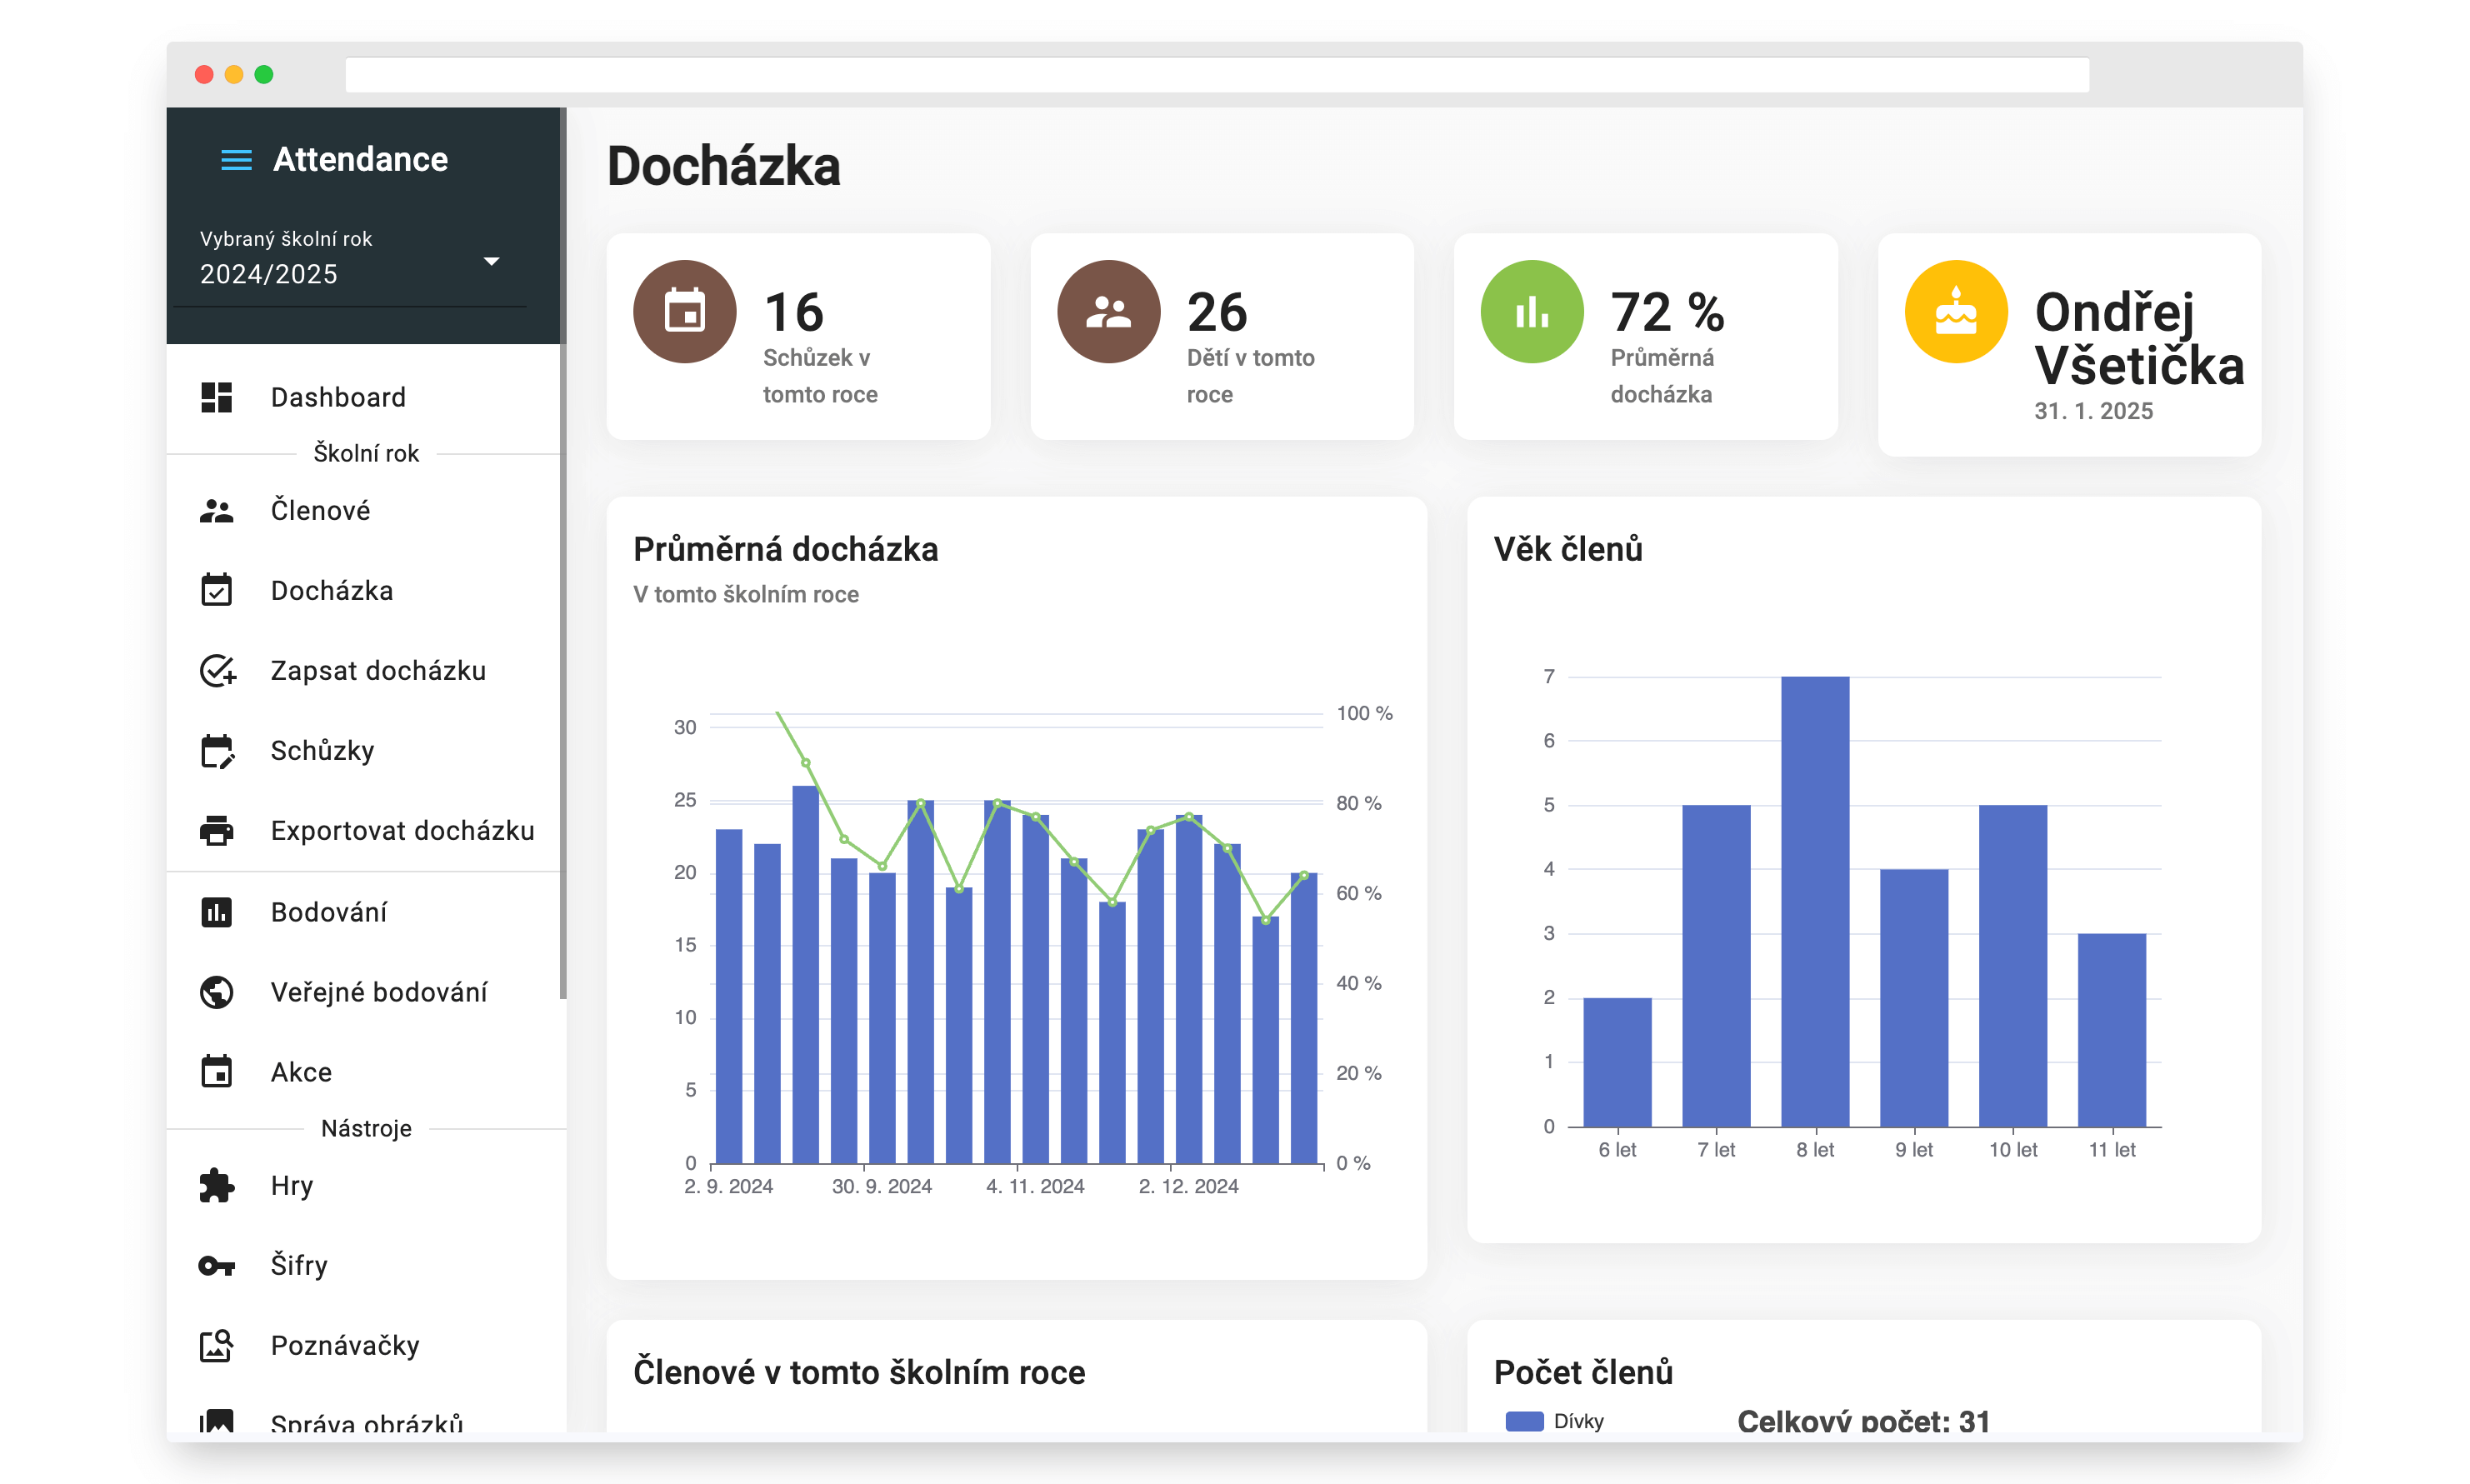 Attendance
Vybraný školní rok
2024/2025
Dashboard
Školní rok
Členové
Docházka
Zapsat docházku
Schůzky
Exportovat docházku
Bodování
Veřejné bodování
Akce
Nástroje
Hry
Šifry
Poznávačky
Správa obrázků
Docházka
16
Schůzek v
tomto roce
26
Dětí v tomto
roce
72 %
Průměrná
docházka
Ondřej
Všetička
31. 1. 2025
Průměrná docházka
V tomto školním roce
30
25
20
15
10
5
0
100 %
80 %
60 %
40 %
20 %
0 %
2. 9. 2024
30. 9. 2024
4. 11. 2024
2. 12. 2024
Věk členů
7
6
5
4
3
2
1
0
6 let
7 let
8 let
9 let
10 let
11 let
Členové v tomto školním roce
Počet členů
Dívky
Celkový počet: 31